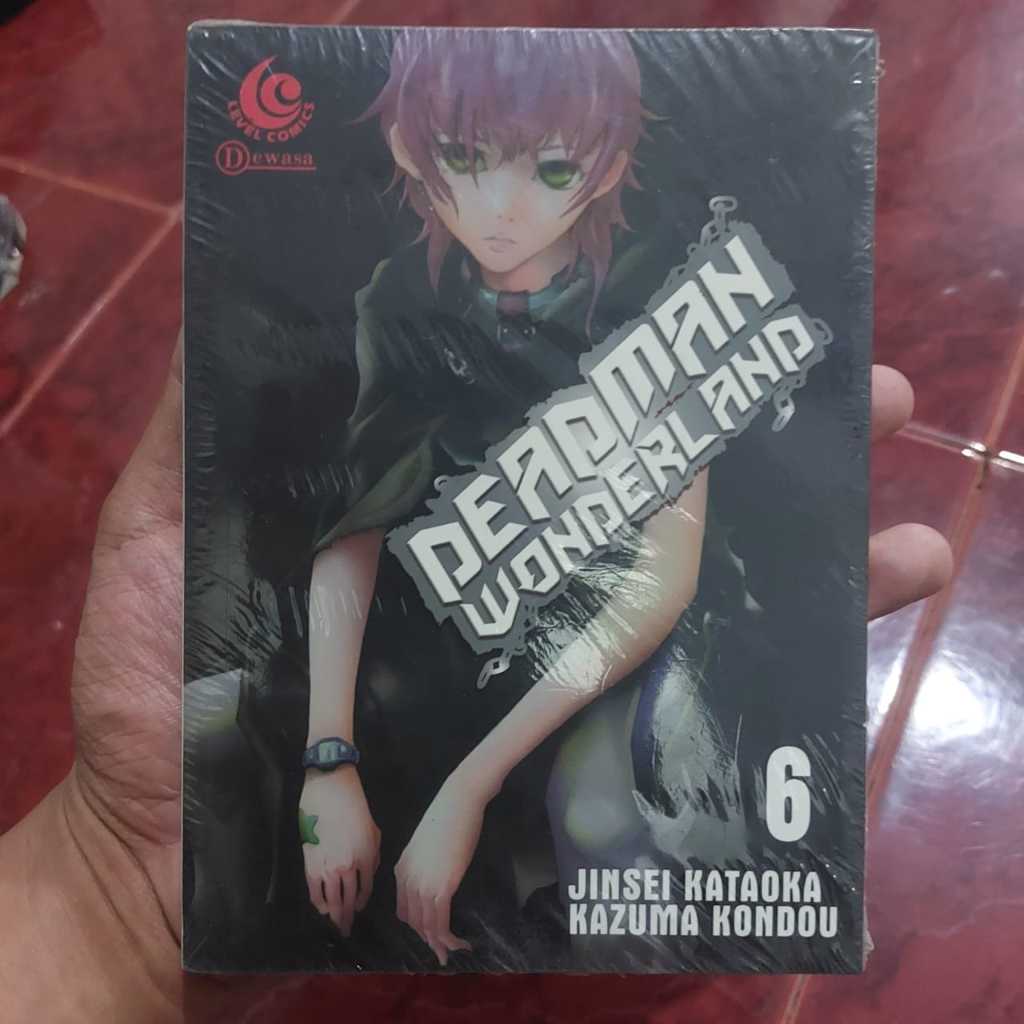 LEVEL COMICS
Dewasa
DEADMAN
WONDERLAND
6
JINSEI KATAOKA
KAZUMA KONDOU